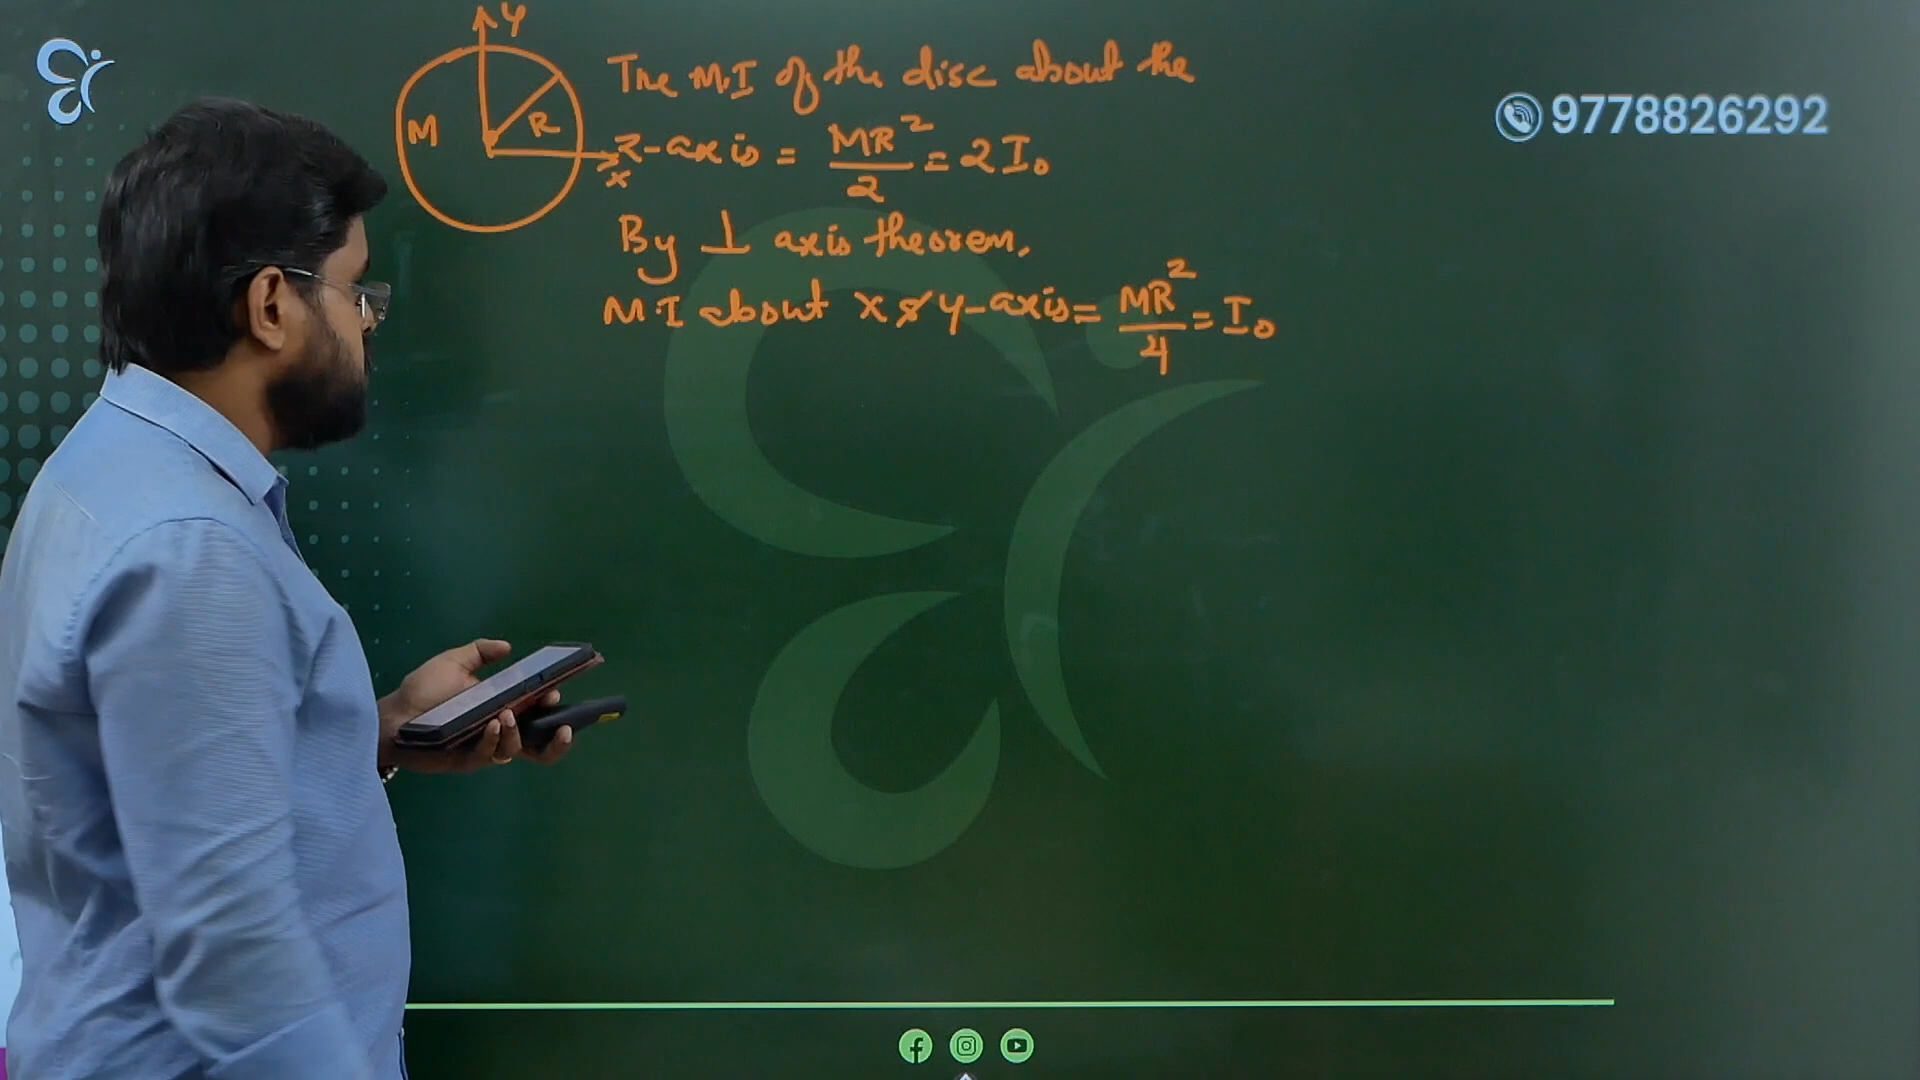 Y
M
R
x
The M.I of the disc about the
z-axis = MR²/2 = 2I₀
By ⊥ axis theorem,
M.I about x & y-axis = MR²/4 = I₀
9778826292